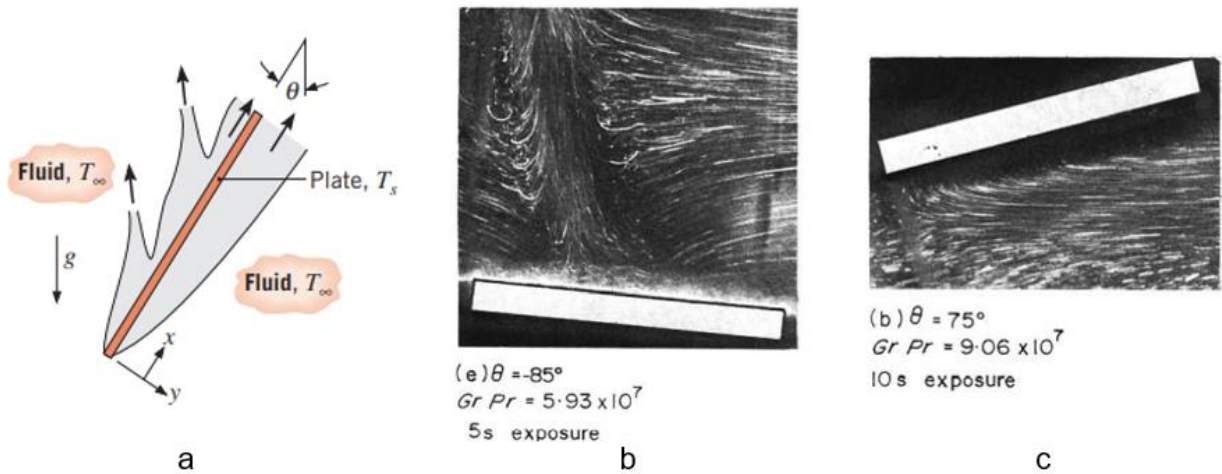 θ
Fluid, T∞
Plate, Ts
g
Fluid, T∞
x
y
a
(e) θ = -85°
Gr Pr = 5·93 x 10⁷
5s exposure
b
(b) θ = 75°
Gr Pr = 9·06 x 10⁷
10s exposure
c